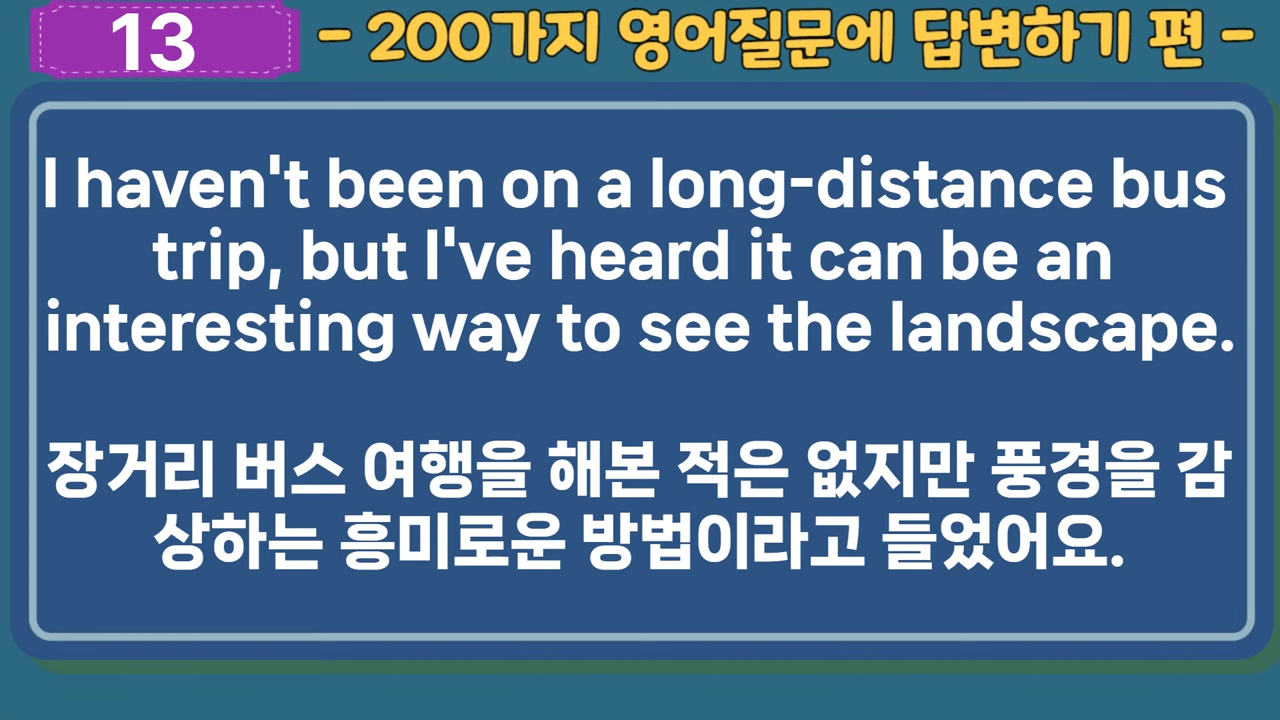 13
- 200가지 영어질문에 답변하기 편 -
I haven't been on a long-distance bus
trip, but I've heard it can be an
interesting way to see the landscape.
장거리 버스 여행을 해본 적은 없지만 풍경을 감
상하는 흥미로운 방법이라고 들었어요.